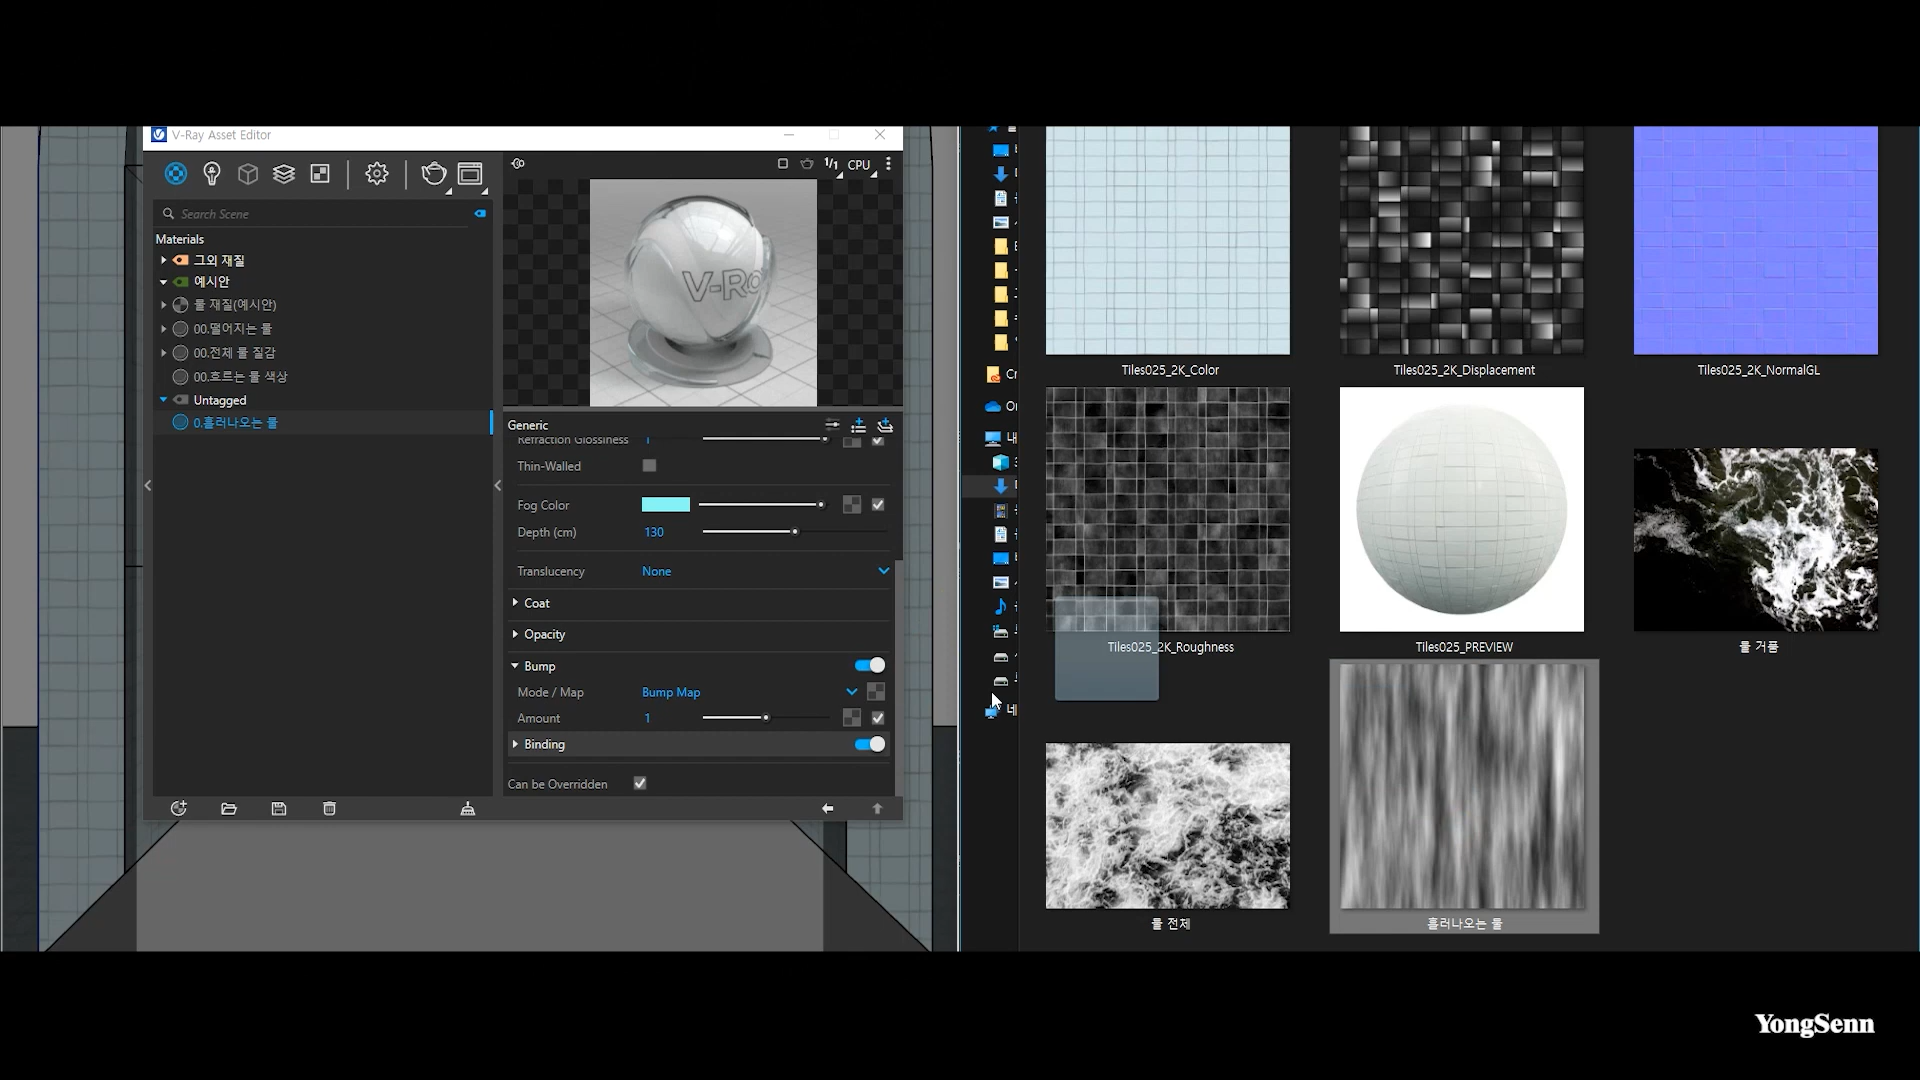 V-Ray Asset Editor
1/1 CPU
Search Scene
Materials
그외 재질
예시안
물 재질(예시안)
00.떨어지는 물
00.전체 물 질감
00.흐르는 물 색상
Untagged
0.흘러나오는 물
V-Ra
Generic
Refraction Glossiness 1
Thin-Walled
Fog Color
Depth (cm) 130
Translucency None
Coat
Opacity
Bump
Mode / Map Bump Map
Amount 1
Binding
Can be Overridden
Tiles025_2K_Color
Tiles025_2K_Displacement
Tiles025_2K_NormalGL
Tiles025_2K_Roughness
Tiles025_PREVIEW
물 거품
물 전체
흘러나오는 물
YongSenn